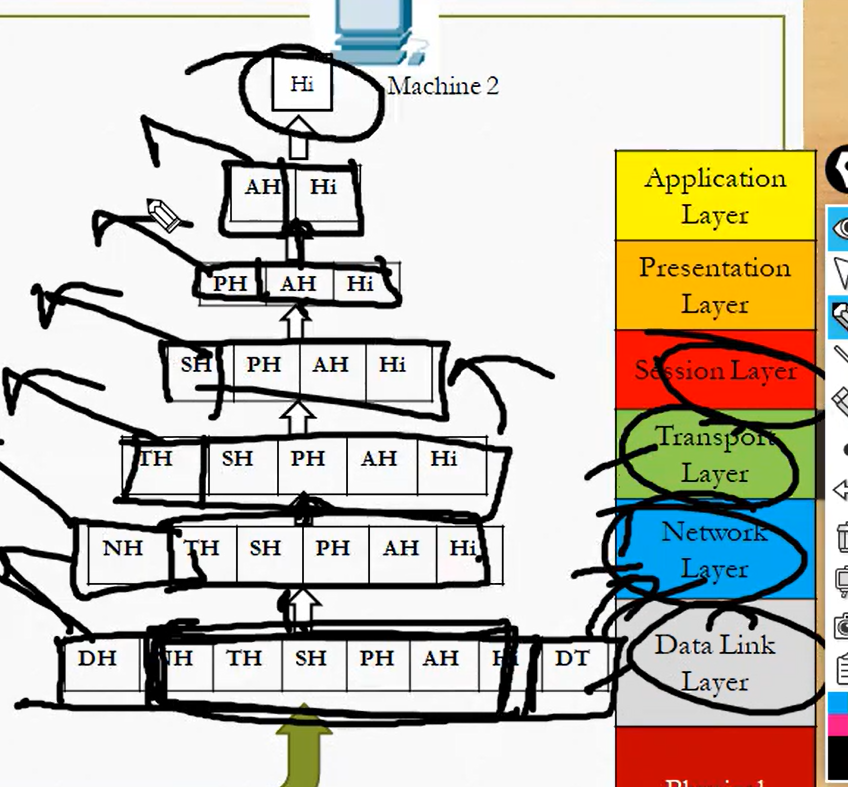 Hi
Machine 2
AH Hi
Application
Layer
PH AH Hi
Presentation
Layer
SH PH AH Hi
Session Layer
TH SH PH AH Hi
Transport
Layer
NH TH SH PH AH Hi
Network
Layer
DH NH TH SH PH AH Hi DT
Data Link
Layer